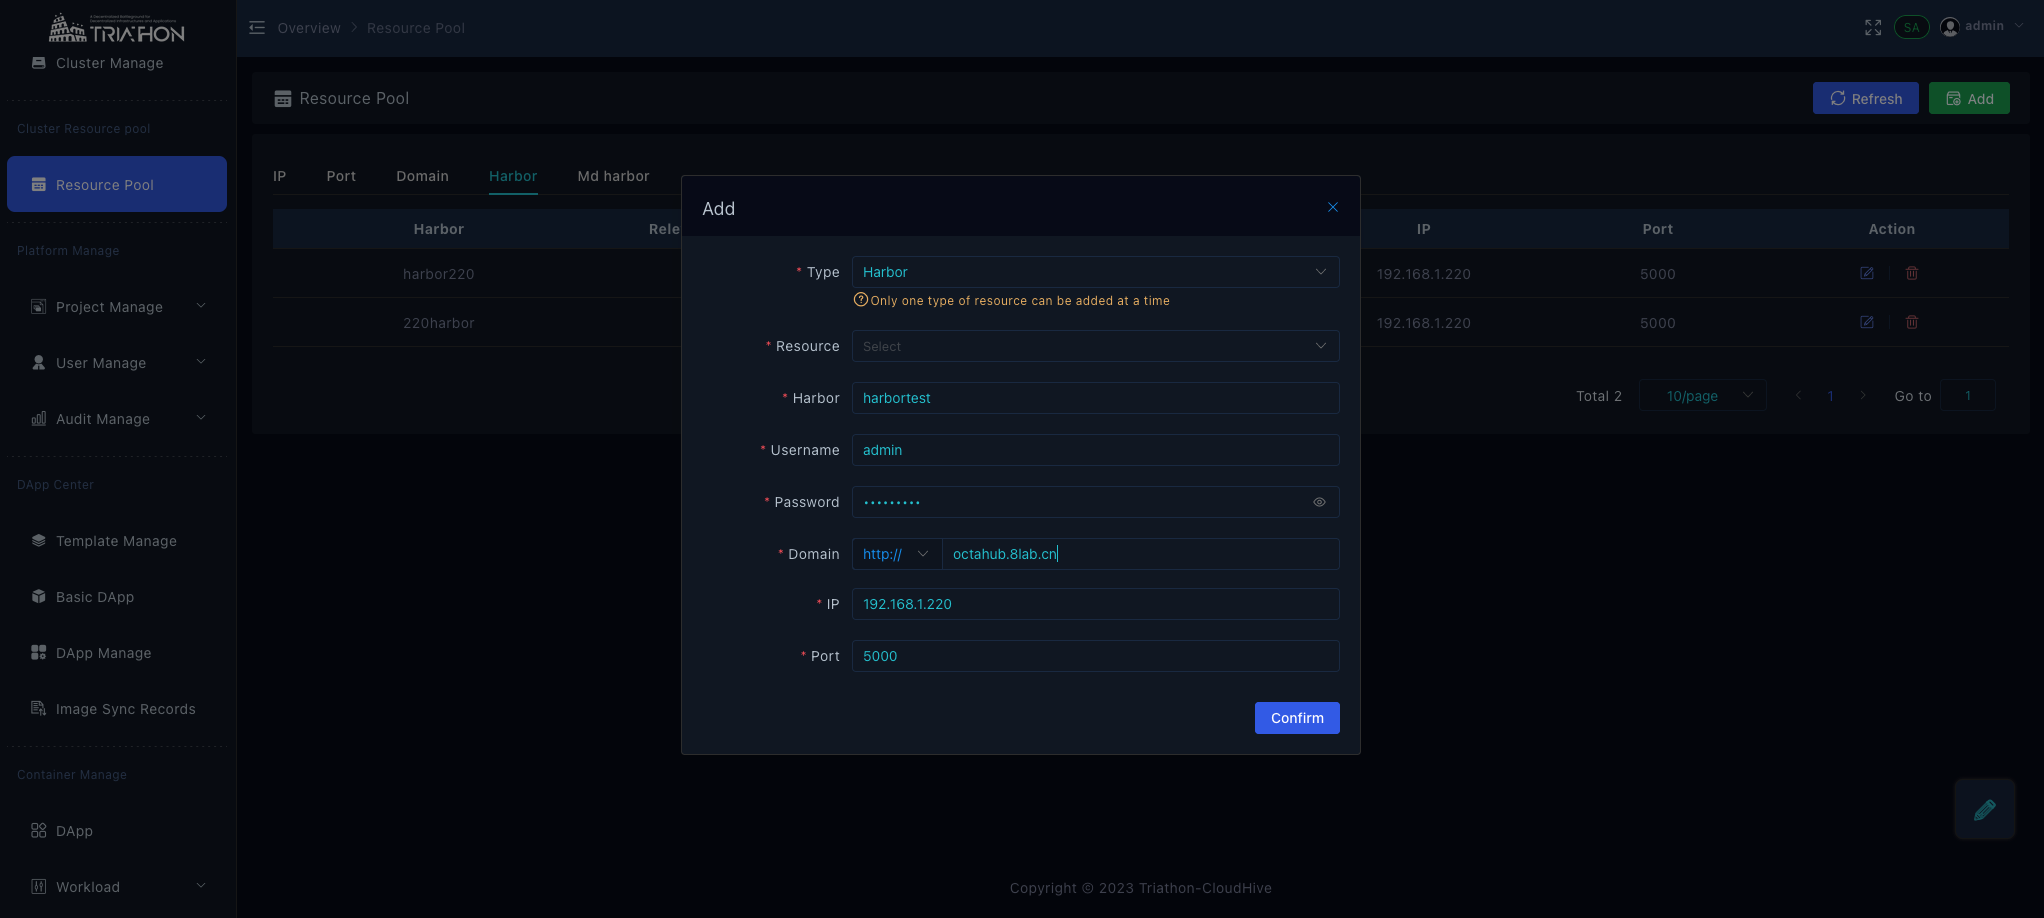 TRIATHON
Cluster Manage
Cluster Resource pool
Resource Pool
Platform Manage
Project Manage
User Manage
Audit Manage
DApp Center
Template Manage
Basic DApp
DApp Manage
Image Sync Records
Container Manage
DApp
Workload
Overview > Resource Pool
SA admin
Resource Pool
Refresh Add
IP Port Domain Harbor Md harbor
Harbor Rele IP Port Action
harbor220 192.168.1.220 5000
220harbor 192.168.1.220 5000
Total 2 10/page < 1 > Go to 1
Add
* Type Harbor
Only one type of resource can be added at a time
* Resource Select
* Harbor harbortest
* Username admin
* Password •••••••••
* Domain http:// octahub.8lab.cn
* IP 192.168.1.220
* Port 5000
Confirm
Copyright © 2023 Triathon-CloudHive